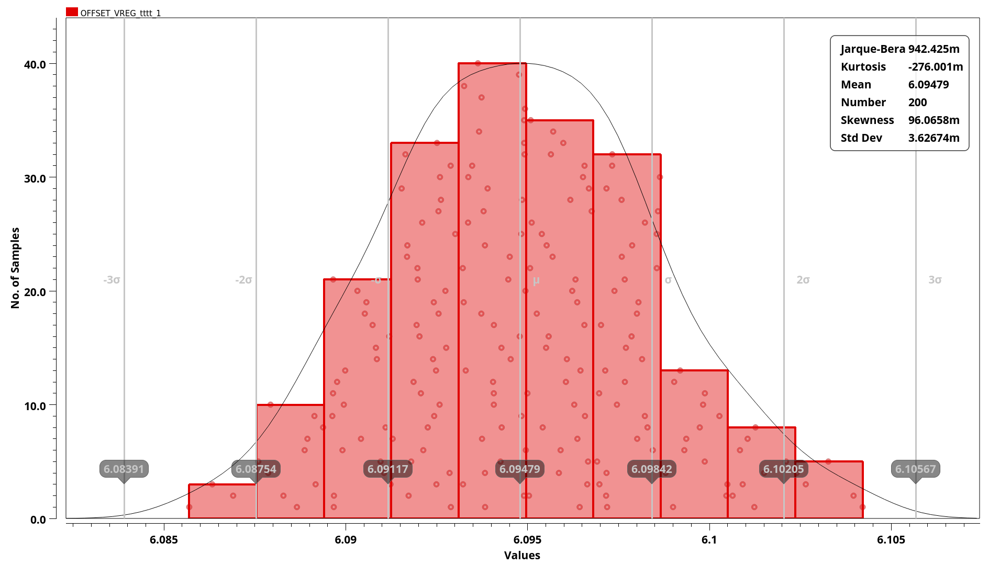 OFFSET_VREG_tttt_1
Jarque-Bera 942.425m
Kurtosis -276.001m
Mean 6.09479
Number 200
Skewness 96.0658m
Std Dev 3.62674m
40.0
30.0
20.0
10.0
0.0
No. of Samples
-3σ
-2σ
-σ
μ
σ
2σ
3σ
6.08391
6.08754
6.09117
6.09479
6.09842
6.10205
6.10567
6.085
6.09
6.095
6.1
6.105
Values